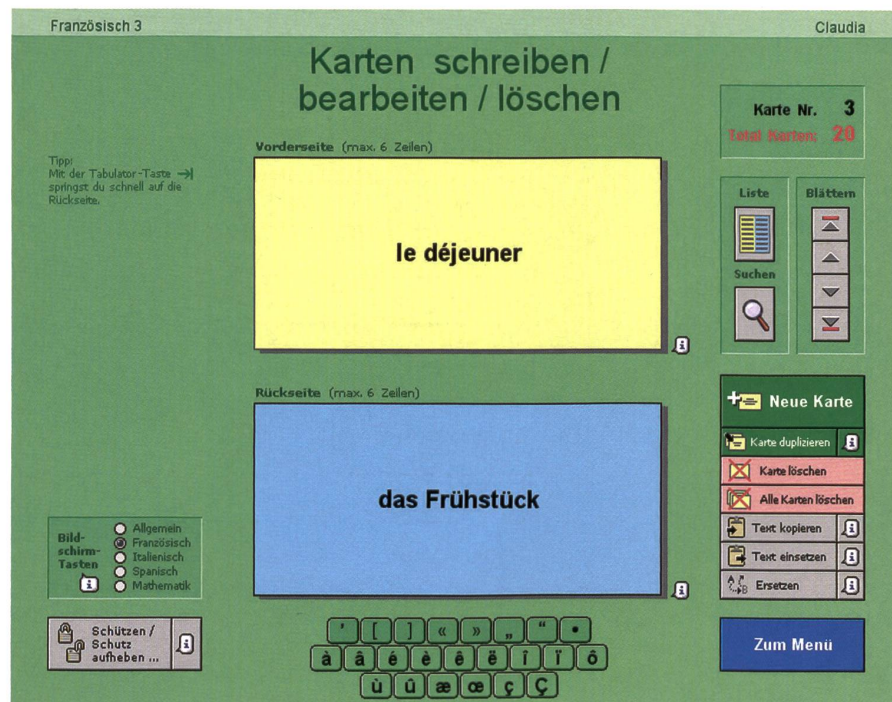 Französisch 3
Claudia
Karten schreiben /
bearbeiten / löschen
Karte Nr. 3
Total Karten: 20
Tipp:
Mit der Tabulator-Taste →|
springst du schnell auf die
Rückseite.
Vorderseite (max. 6 Zeilen)
le déjeuner
Liste
Blättern
Suchen
Rückseite (max. 6 Zeilen)
das Frühstück
Neue Karte
Karte duplizieren
Karte löschen
Alle Karten löschen
Text kopieren
Text einsetzen
Ersetzen
Bild-
schirm-
Tasten
Allgemein
Französisch
Italienisch
Spanisch
Mathematik
Schützen /
Schutz
aufheben ...
' [ ] « » „ “ •
à â é è ê ë î ï ô
ù û æ œ ç Ç
Zum Menü